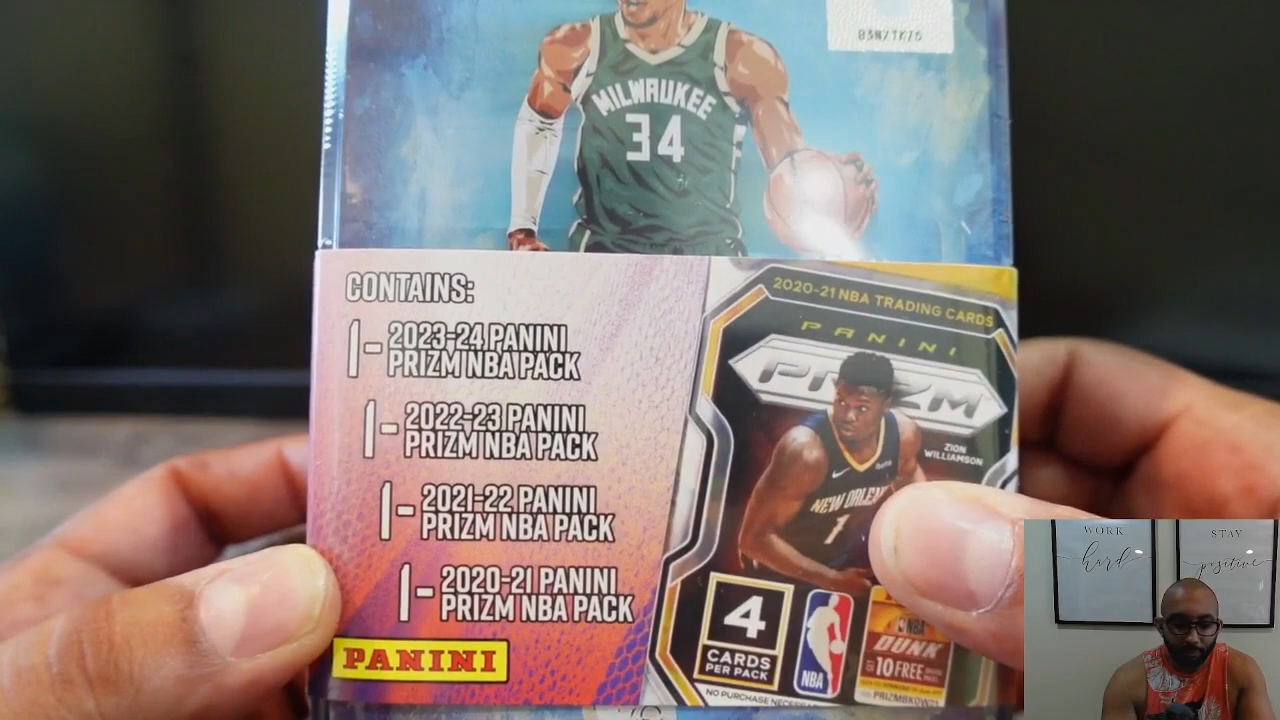 B3NZTKZ6
MILWAUKEE
34
CONTAINS:
1- 2023-24 PANINI
PRIZM NBA PACK
1- 2022-23 PANINI
PRIZM NBA PACK
1- 2021-22 PANINI
PRIZM NBA PACK
1- 2020-21 PANINI
PRIZM NBA PACK
PANINI
2020-21 NBA TRADING CARDS
PANINI
PRIZM
ZION
WILLIAMSON
NEW
1
4
CARDS
PER PACK
NBA
NBA
DUNK
10 FREE
NO PURCHASE
WORK
hard
STAY
positive